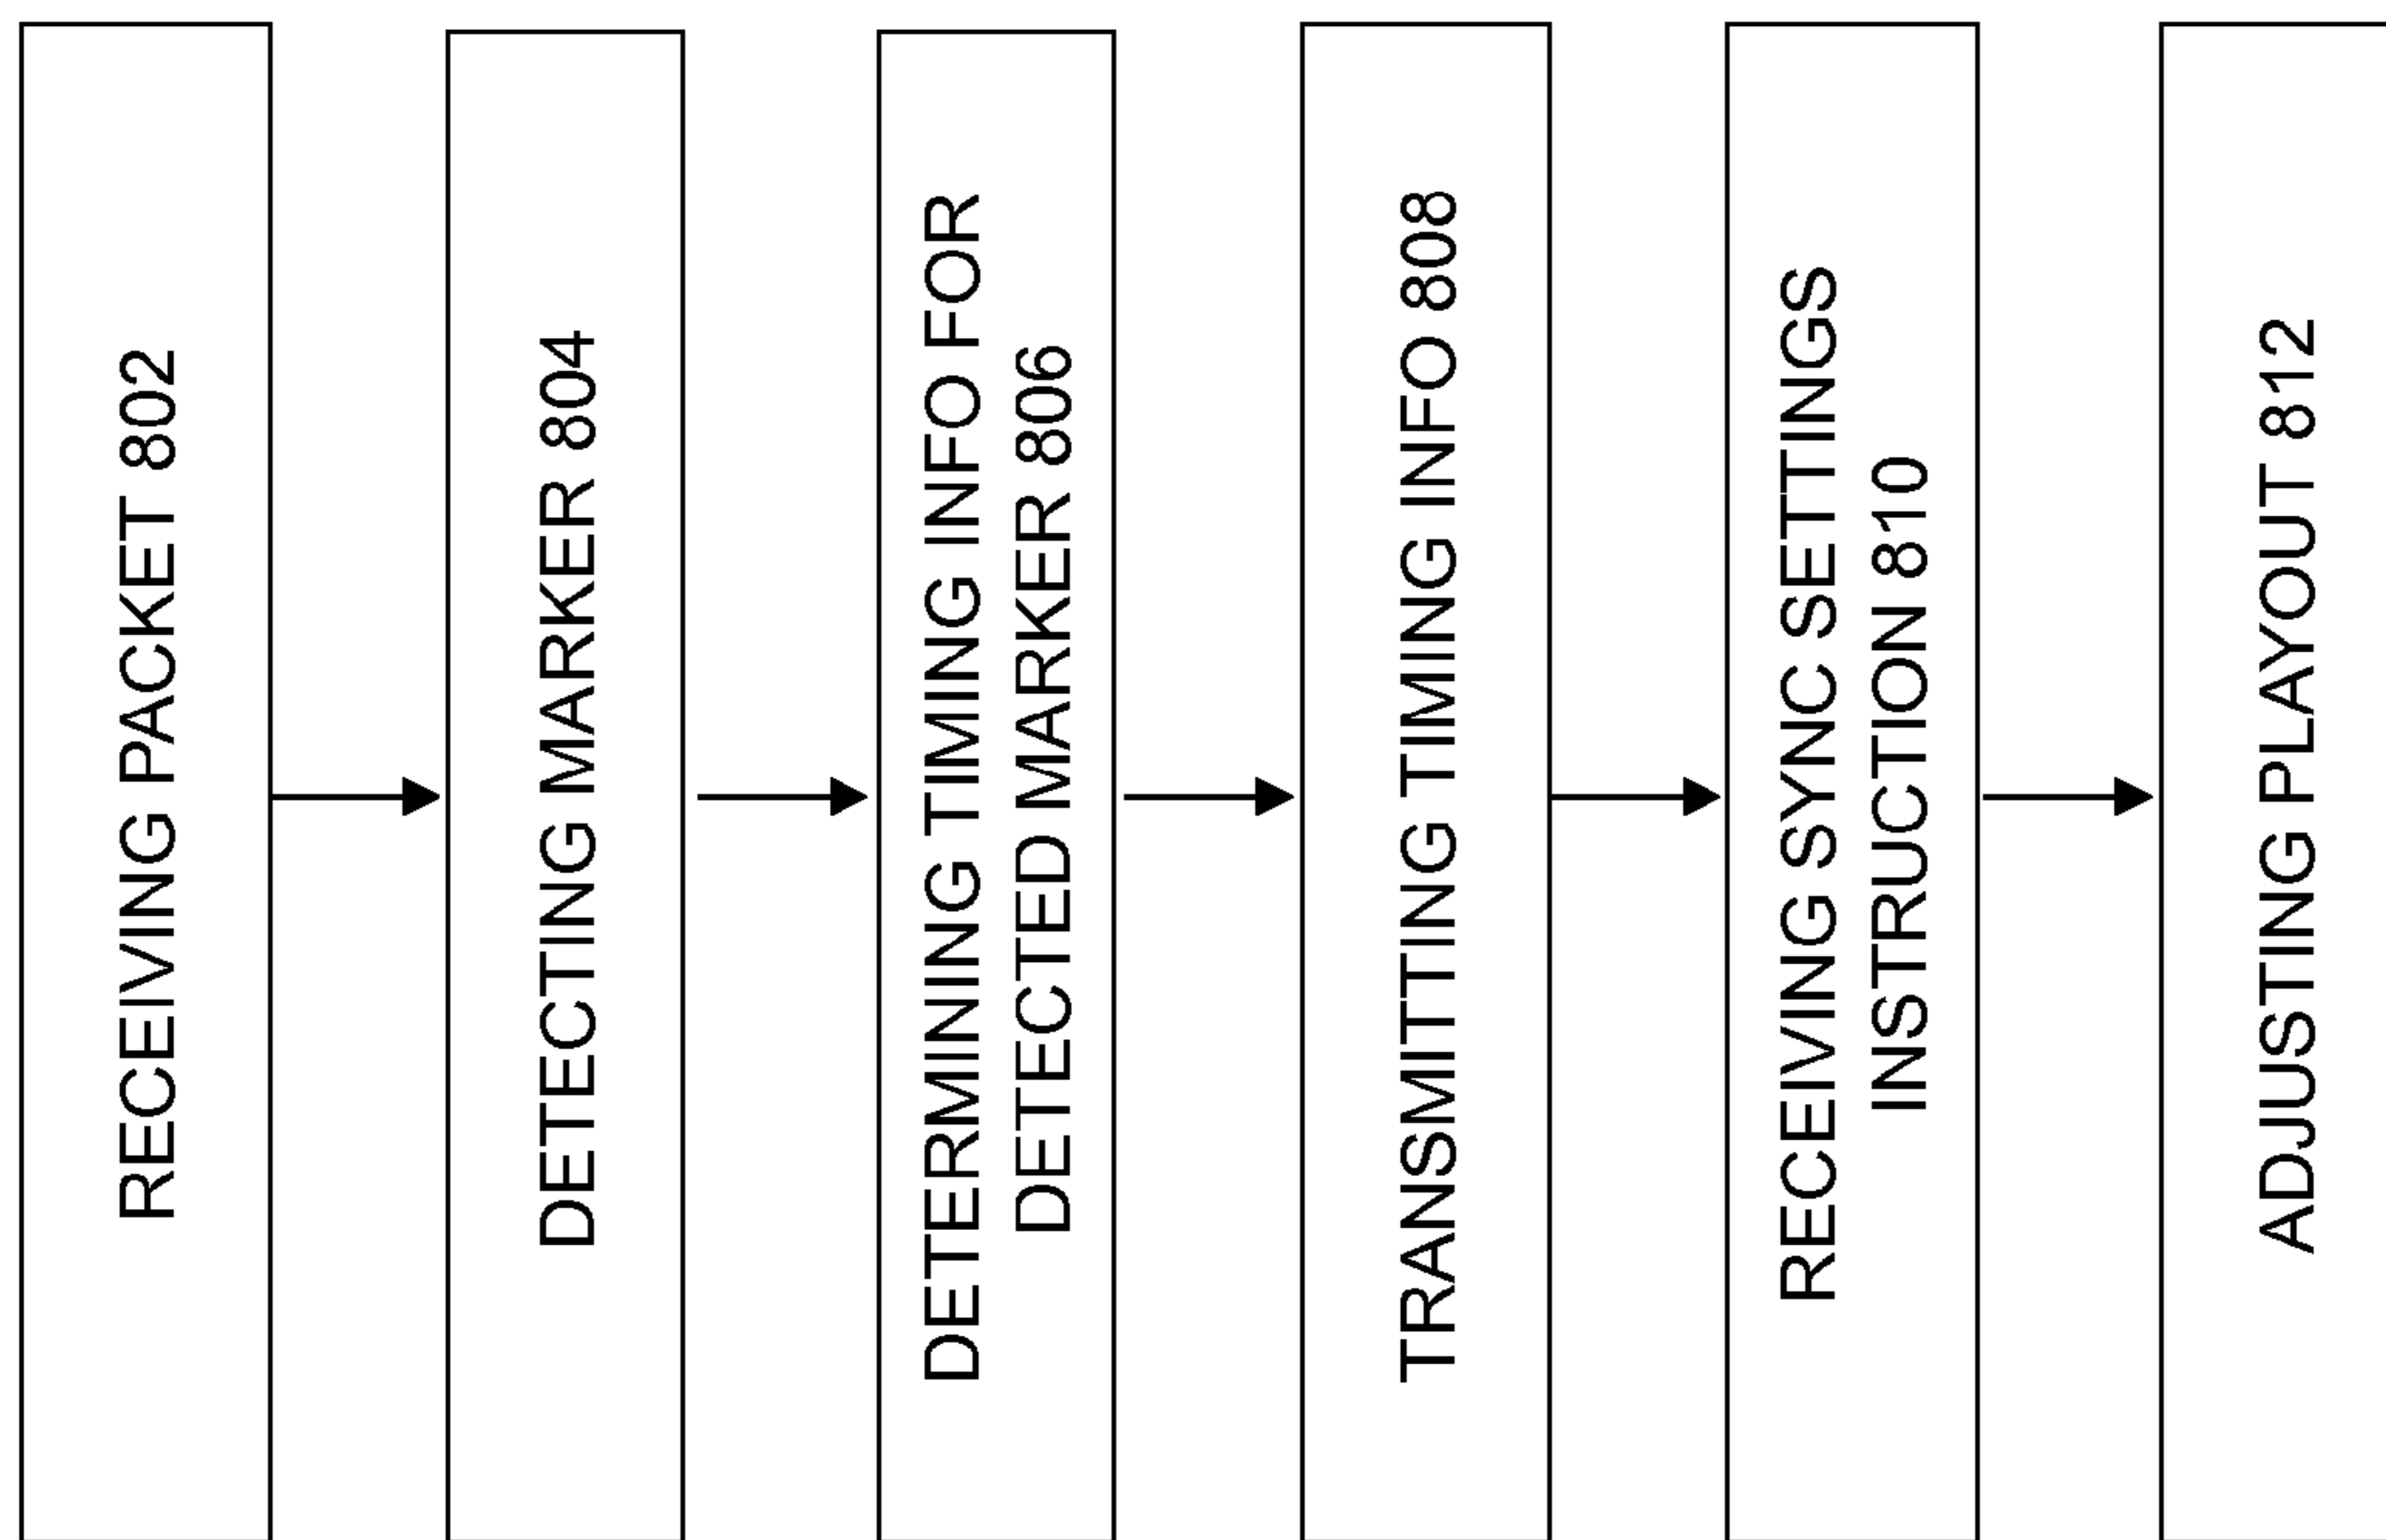 RECEIVING PACKET 802
DETECTING MARKER 804
DETERMINING TIMING INFO FOR
DETECTED MARKER 806
TRANSMITTING TIMING INFO 808
RECEIVING SYNC SETTINGS
INSTRUCTION 810
ADJUSTING PLAYOUT 812